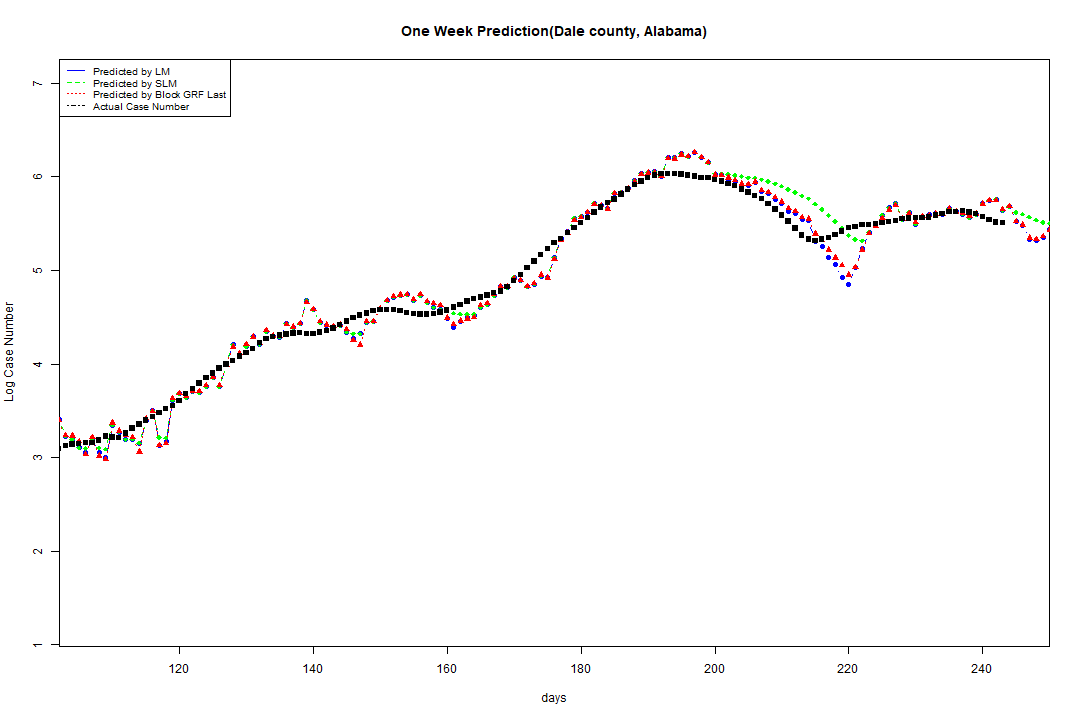 One Week Prediction(Dale county, Alabama)
Predicted by LM
Predicted by SLM
Predicted by Block GRF Last
Actual Case Number
7
6
5
4
3
2
1
Log Case Number
120 140 160 180 200 220 240
days